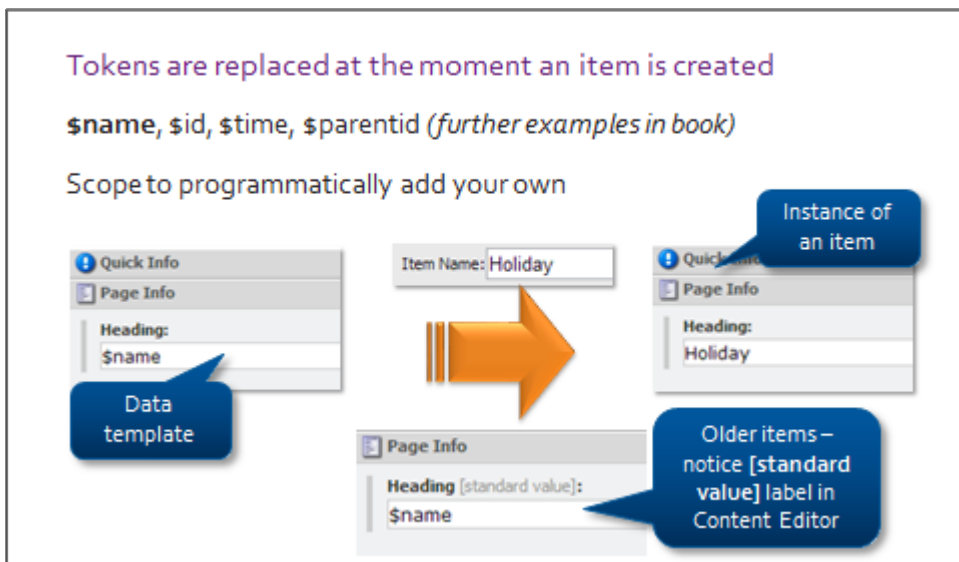 Tokens are replaced at the moment an item is created
$name, $id, $time, $parentid (further examples in book)
Scope to programmatically add your own
Instance of
an item
Quick Info
Page Info
Heading:
$name
Data
template
Item Name: Holiday
Quick
Page Info
Heading:
Holiday
Page Info
Heading [standard value]:
$name
Older items –
notice [standard
value] label in
Content Editor